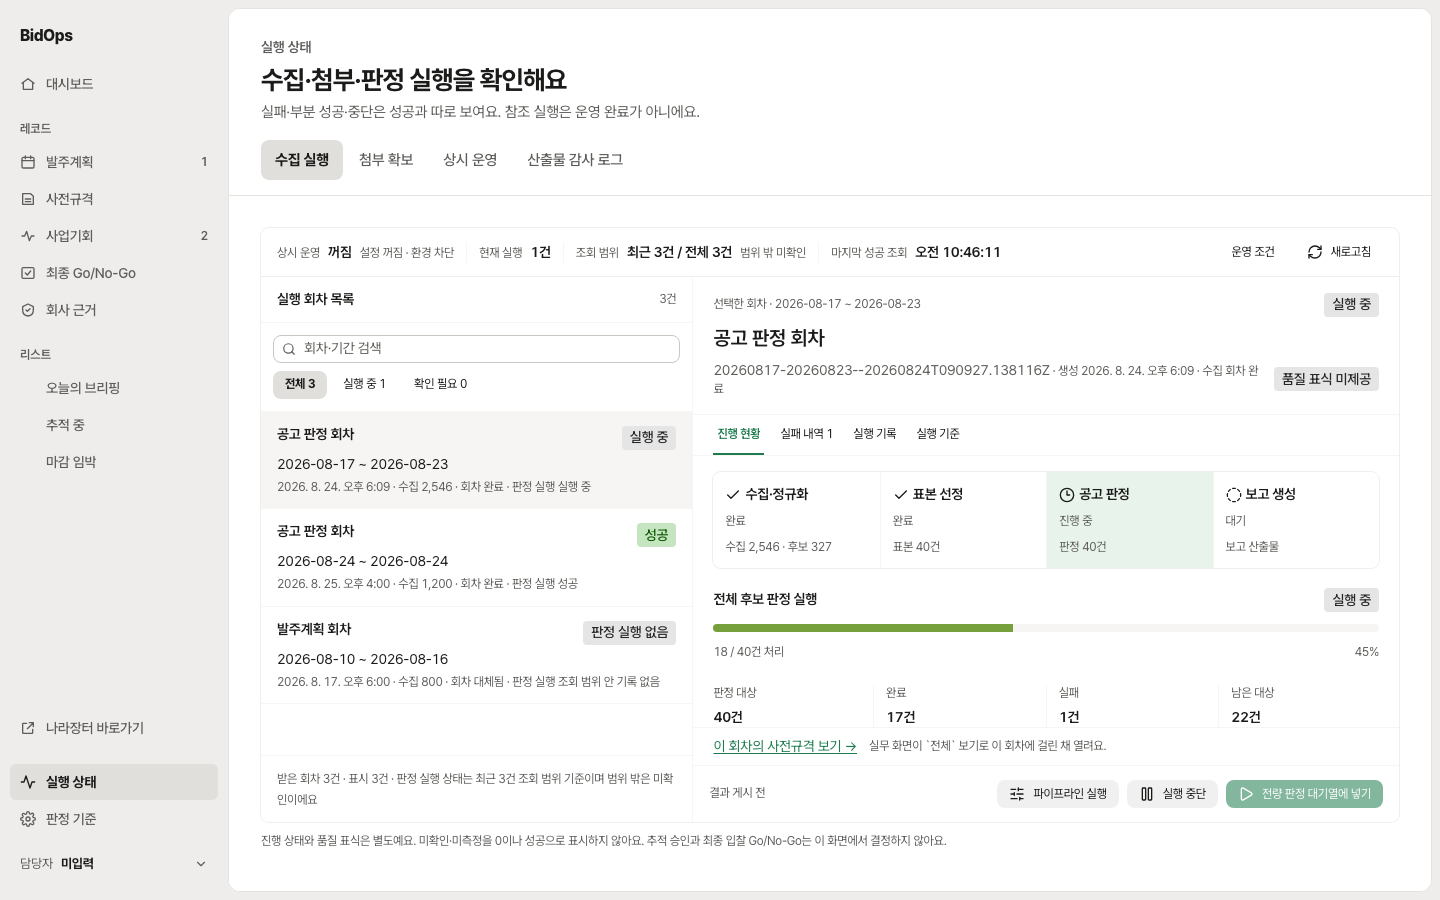 BidOps
대시보드
레코드
발주계획 1
사전규격
사업기회 2
최종 Go/No-Go
회사 근거
리스트
오늘의 브리핑
추적 중
마감 임박
나라장터 바로가기
실행 상태
판정 기준
담당자 미입력
실행 상태
수집·첨부·판정 실행을 확인해요
실패·부분 성공·중단은 성공과 따로 보여요. 참조 실행은 운영 완료가 아니에요.
수집 실행 첨부 확보 상시 운영 산출물 감사 로그
상시 운영 꺼짐 설정 꺼짐 · 환경 차단 현재 실행 1건 조회 범위 최근 3건 / 전체 3건 범위 밖 미확인 마지막 성공 조회 오전 10:46:11 운영 조건 새로고침
실행 회차 목록 3건
회차·기간 검색
전체 3 실행 중 1 확인 필요 0
공고 판정 회차 실행 중
2026-08-17 ~ 2026-08-23
2026. 8. 24. 오후 6:09 · 수집 2,546 · 회차 완료 · 판정 실행 실행 중
공고 판정 회차 성공
2026-08-24 ~ 2026-08-24
2026. 8. 25. 오후 4:00 · 수집 1,200 · 회차 완료 · 판정 실행 성공
발주계획 회차 판정 실행 없음
2026-08-10 ~ 2026-08-16
2026. 8. 17. 오후 6:00 · 수집 800 · 회차 대체됨 · 판정 실행 조회 범위 안 기록 없음
받은 회차 3건 · 표시 3건 · 판정 실행 상태는 최근 3건 조회 범위 기준이며 범위 밖은 미확
인이에요
선택한 회차 · 2026-08-17 ~ 2026-08-23 실행 중
공고 판정 회차
20260817-20260823--20260824T090927.138116Z · 생성 2026. 8. 24. 오후 6:09 · 수집 회차 완
료
품질 표식 미제공
진행 현황 실패 내역 1 실행 기록 실행 기준
수집·정규화 표본 선정 공고 판정 보고 생성
완료 완료 진행 중 대기
수집 2,546 · 후보 327 표본 40건 판정 40건 보고 산출물
전체 후보 판정 실행 실행 중
18 / 40건 처리 45%
판정 대상 완료 실패 남은 대상
40건 17건 1건 22건
이 회차의 사전규격 보기 → 실무 화면이 `전체` 보기로 이 회차에 걸린 채 열려요.
결과 게시 전 파이프라인 실행 실행 중단 전량 판정 대기열에 넣기
진행 상태와 품질 표식은 별도예요. 미확인·미측정을 0이나 성공으로 표시하지 않아요. 추적 승인과 최종 입찰 Go/No-Go는 이 화면에서 결정하지 않아요.